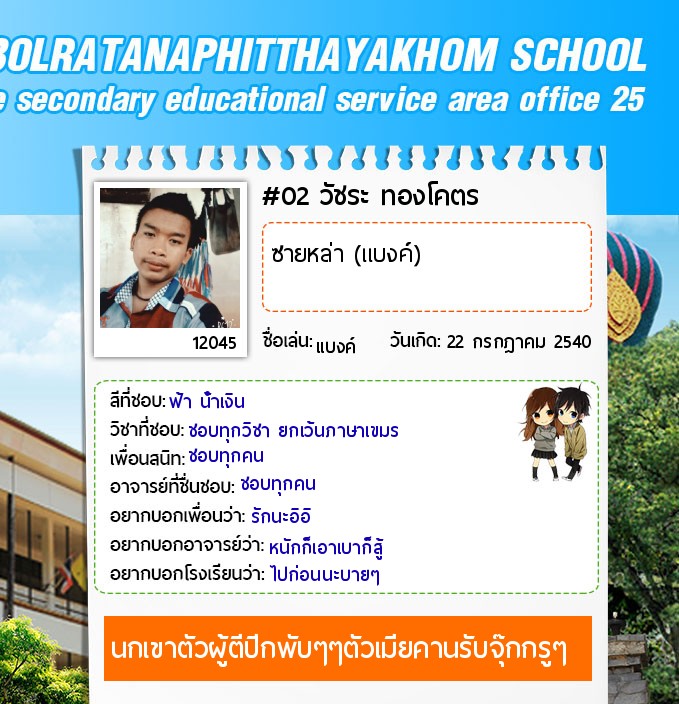 BOLRATANAPHITTHAYAKHOM SCHOOL
e secondary educational service area office 25
#02 วัชระ ทองโคตร
ซายหล่า (แบงค์)
12045
ชื่อเล่น: แบงค์ วันเกิด: 22 กรกฎาคม 2540
สีที่ชอบ: ฟ้า น้ำเงิน
วิชาที่ชอบ: ชอบทุกวิชา ยกเว้นภาษาเขมร
เพื่อนสนิท: ชอบทุกคน
อาจารย์ที่ชื่นชอบ: ชอบทุกคน
อยากบอกเพื่อนว่า: รักนะอิอิ
อยากบอกอาจารย์ว่า: หนักก็เอาเบาก็สู้
อยากบอกโรงเรียนว่า: ไปก่อนนะบายๆ
นกเขาตัวผู้ตีปีกพับๆๆตัวเมียคานรับจุ๊กกรูๆ